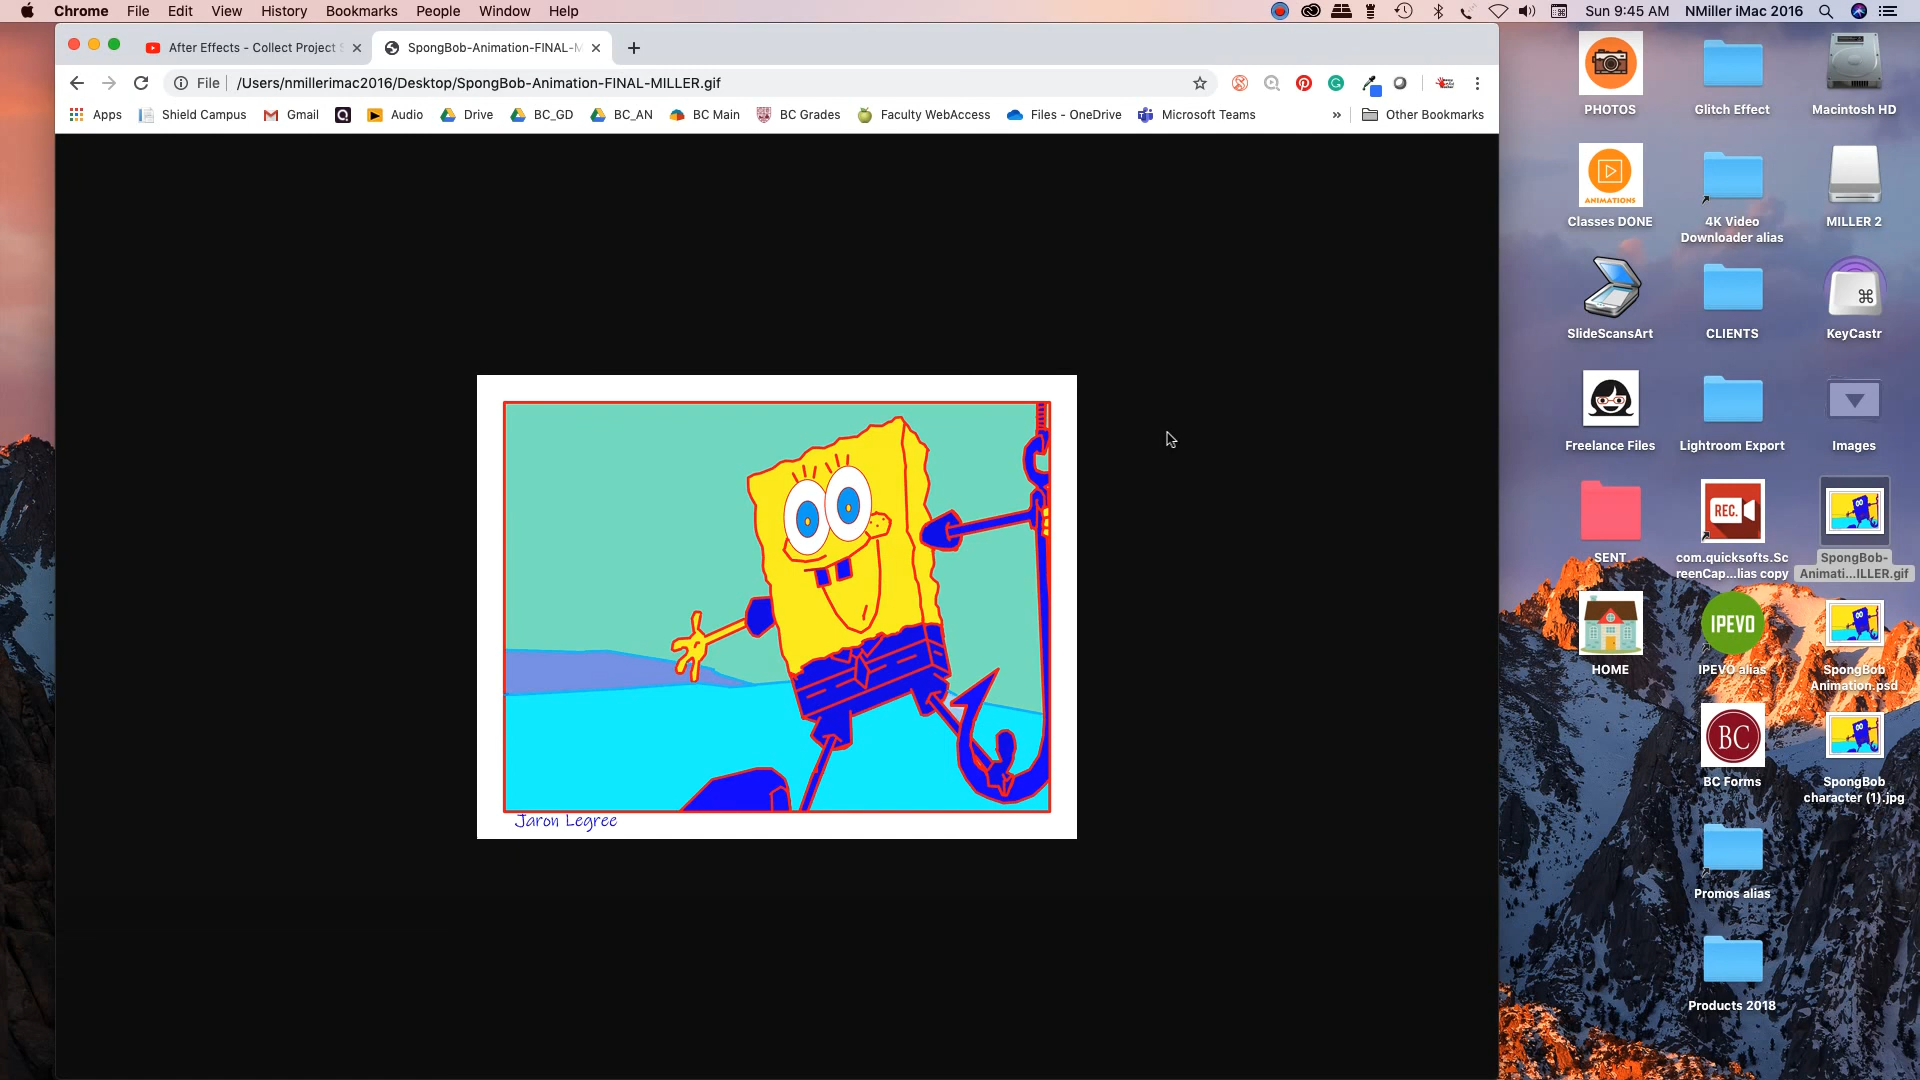 Chrome File Edit View History Bookmarks People Window Help
Sun 9:45 AM NMiller iMac 2016
After Effects - Collect Project S
SpongBob-Animation-FINAL-M
File /Users/nmillerimac2016/Desktop/SpongBob-Animation-FINAL-MILLER.gif
Apps Shield Campus Gmail Audio Drive BC_GD BC_AN BC Main BC Grades Faculty WebAccess Files - OneDrive Microsoft Teams » Other Bookmarks
Jaron Legree
PHOTOS
Glitch Effect
Macintosh HD
ANIMATIONS
Classes DONE
4K Video
Downloader alias
MILLER 2
SlideScansArt
CLIENTS
⌘
KeyCastr
Freelance Files
Lightroom Export
Images
REC.
SENT
com.quicksofts.Sc
reenCap...lias copy
SpongBob-
Animati...ILLER.gif
IPEVO
HOME
IPEVO alias
SpongBob
Animation.psd
BC
BC Forms
SpongBob
character (1).jpg
Promos alias
Products 2018